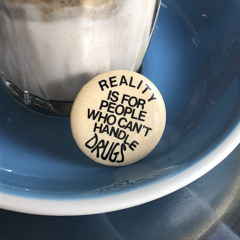 REALITY
IS FOR
PEOPLE
WHO CAN'T
HANDLE
DRUGS